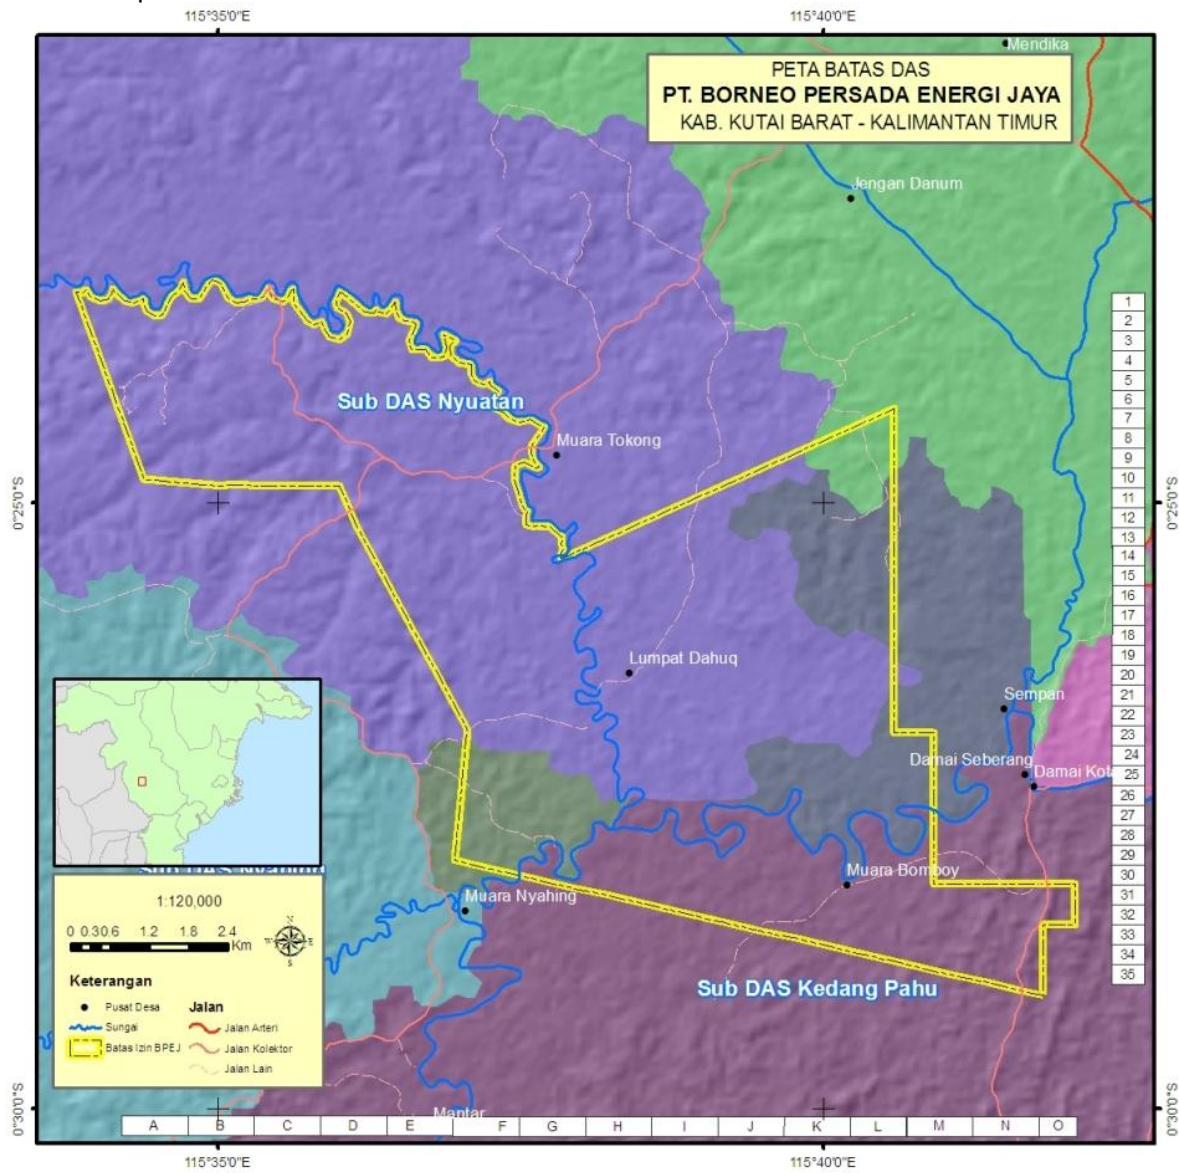 115°35'0"E
115°40'0"E
PETA BATAS DAS
PT. BORNEO PERSADA ENERGI JAYA
KAB. KUTAI BARAT - KALIMANTAN TIMUR
Mendika
Jengan Danum
Sub DAS Nyuatan
Muara Tokong
0°25'0"S
0°25'0"S
Lumpat Dahuq
Sempan
Damai Seberang
Damai Kota
Muara Bomboy
Muara Nyahing
Sub DAS Nyahing
Sub DAS Kedang Pahu
Mantar
1
2
3
4
5
6
7
8
9
10
11
12
13
14
15
16
17
18
19
20
21
22
23
24
25
26
27
28
29
30
31
32
33
34
35
1:120,000
0 0.30.6 1.2 1.8 2.4
Km
N
W E
S
Keterangan
Pusat Desa
Sungai
Batas Izin BPEJ
Jalan
Jalan Arteri
Jalan Kolektor
Jalan Lain
0°30'0"S
0°30'0"S
A B C D E F G H I J K L M N O
115°35'0"E
115°40'0"E